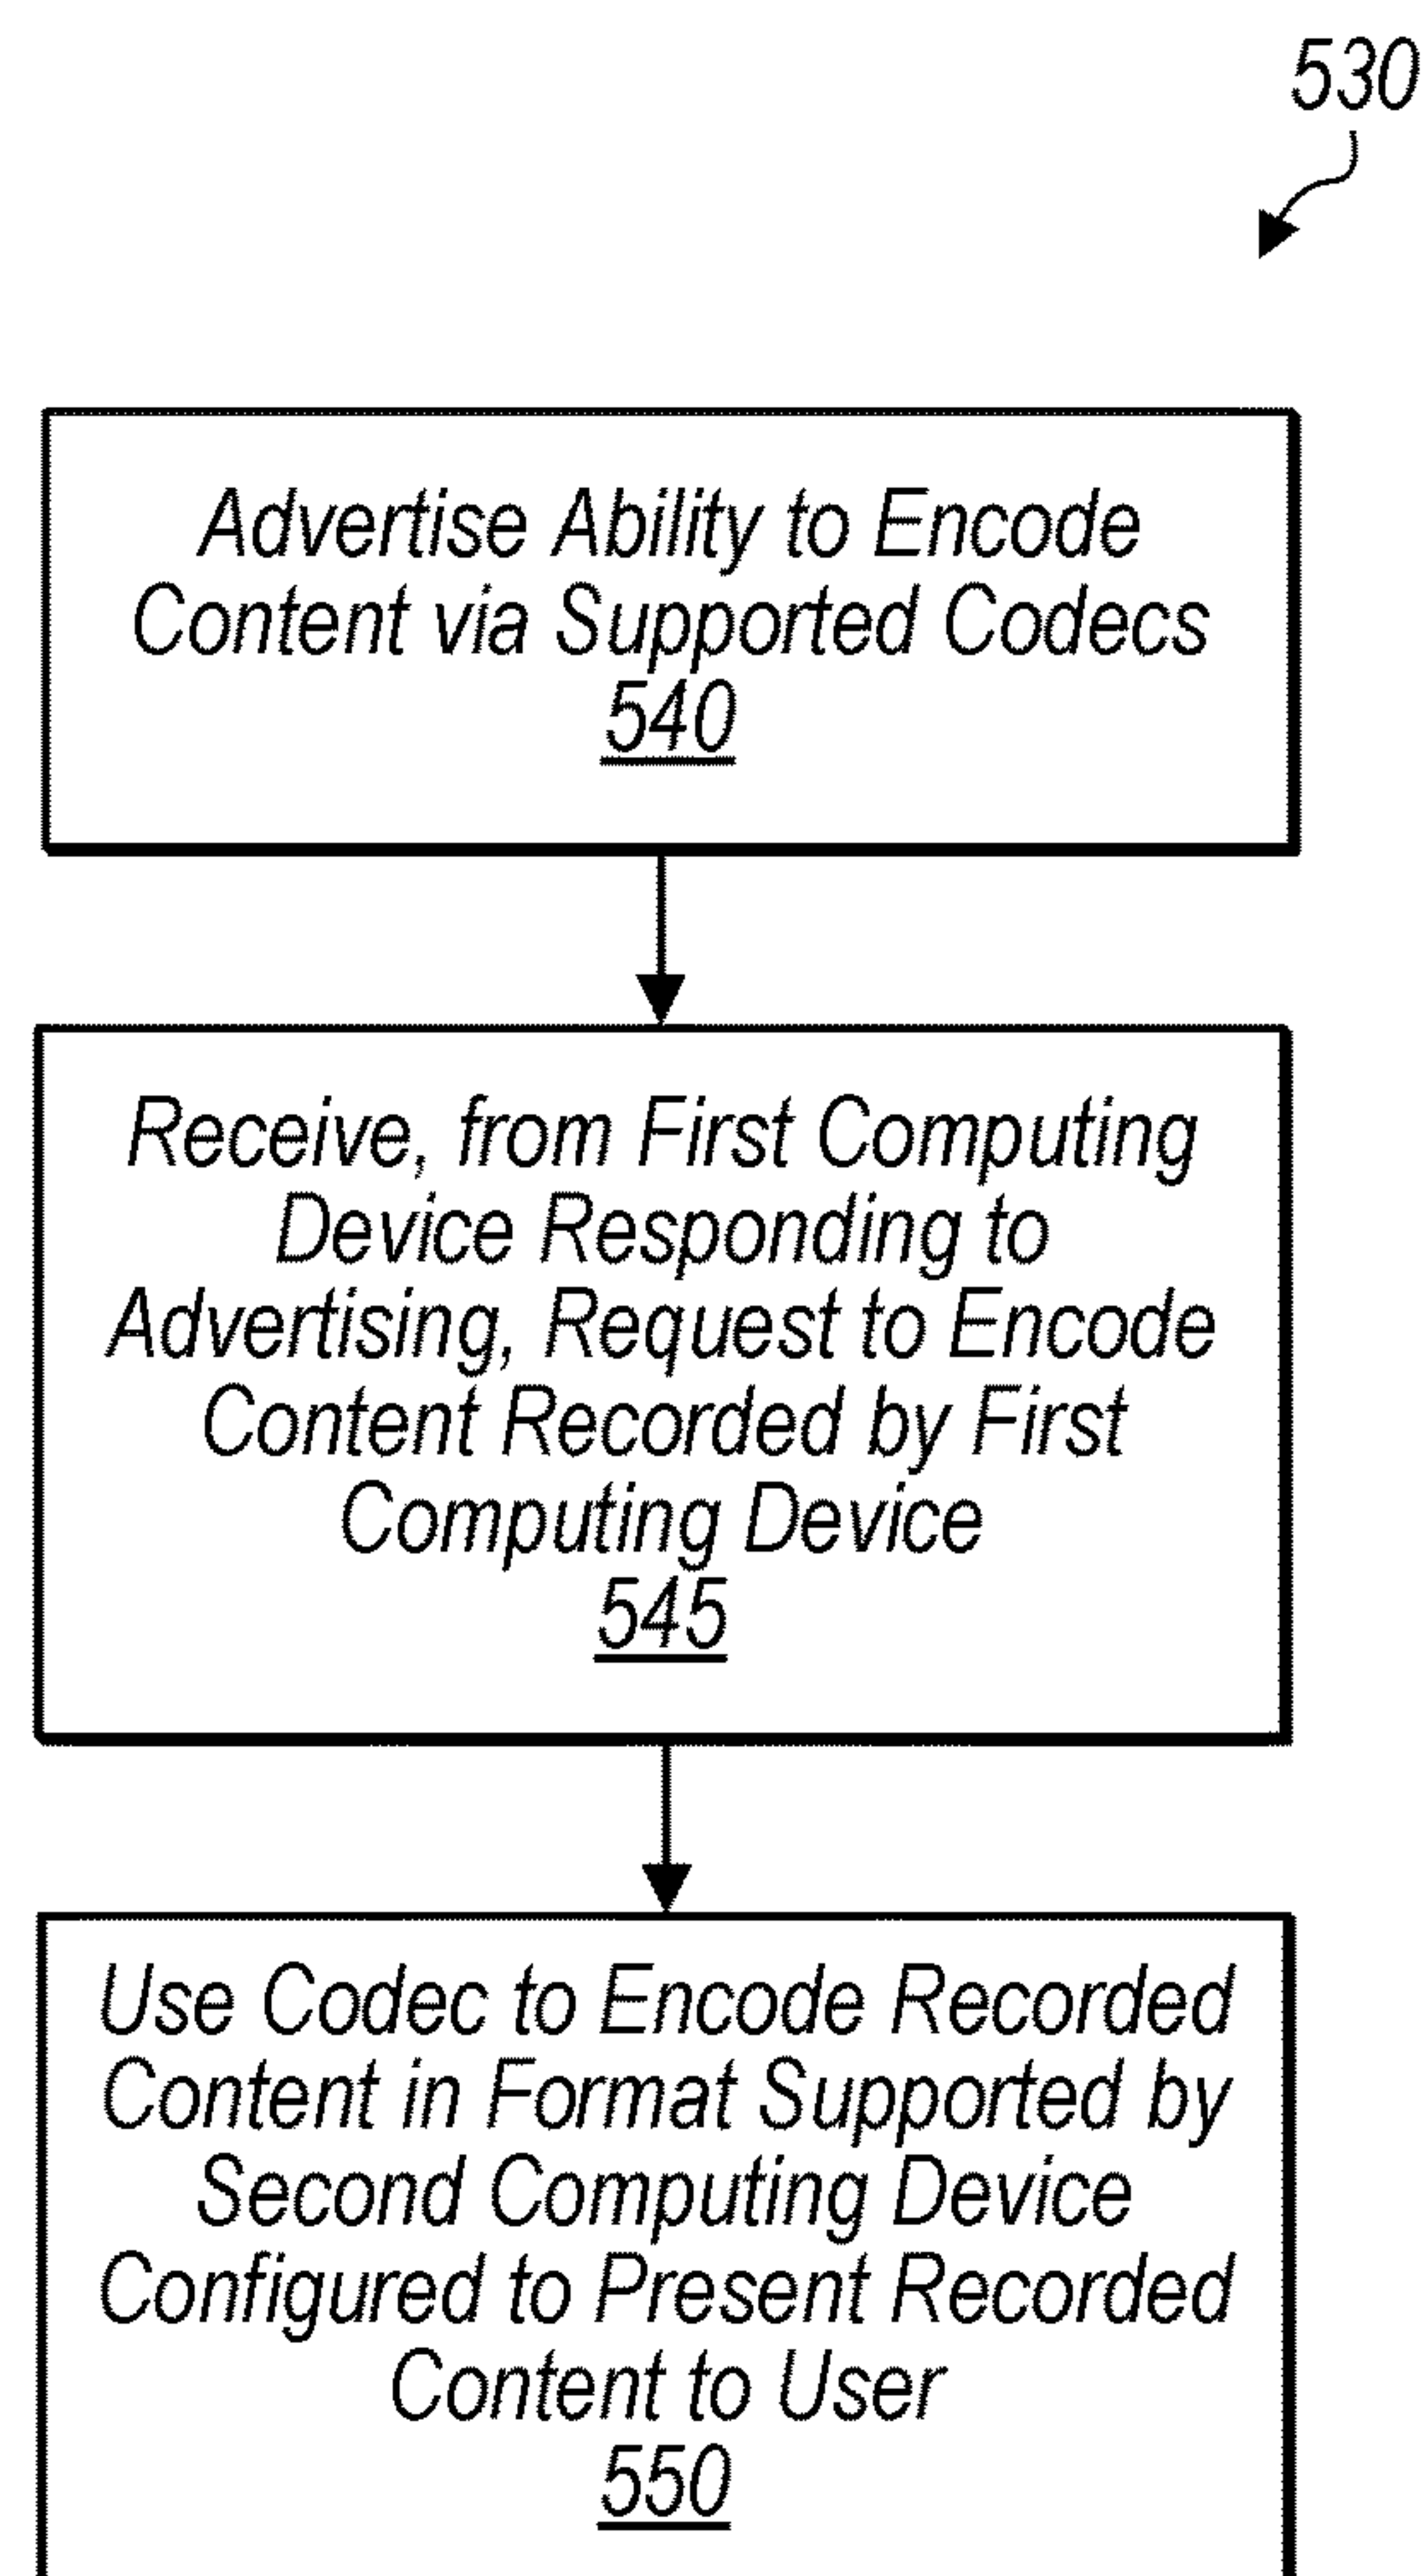 530
Advertise Ability to Encode
Content via Supported Codecs
540
Receive, from First Computing
Device Responding to
Advertising, Request to Encode
Content Recorded by First
Computing Device
545
Use Codec to Encode Recorded
Content in Format Supported by
Second Computing Device
Configured to Present Recorded
Content to User
550